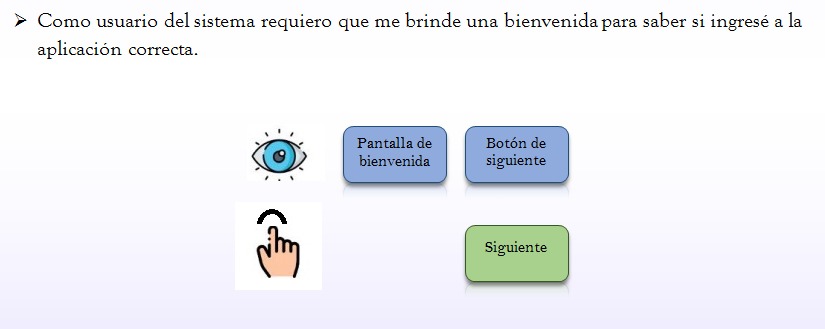 Como usuario del sistema requiero que me brinde una bienvenida para saber si ingresé a la
aplicación correcta.
Pantalla de
bienvenida
Botón de
siguiente
Siguiente